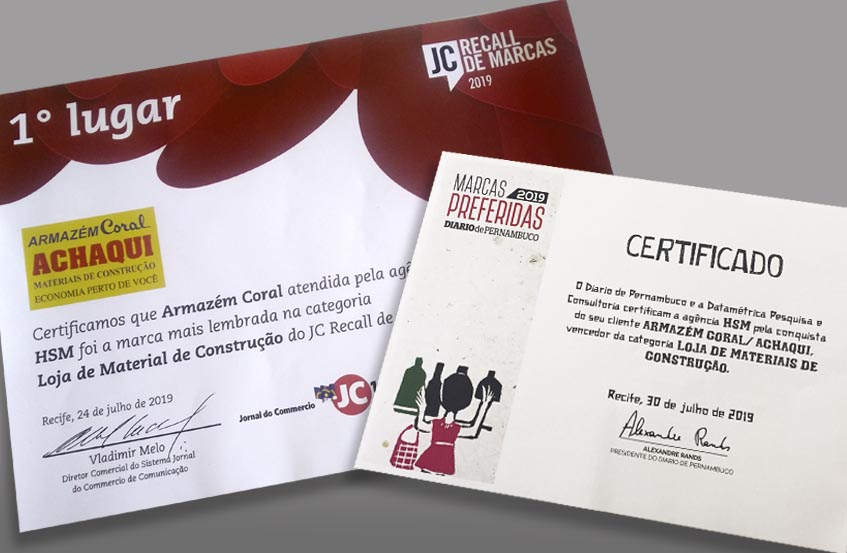 1° lugar
JC RECALL
DE MARCAS
2019
ARMAZÉM Coral
ACHAQUI
MATERIAIS DE CONSTRUÇÃO
ECONOMIA PERTO DE VOCÊ
Certificamos que Armazém Coral atendida pela agê
HSM foi a marca mais lembrada na categoria
Loja de Material de Construção do JC Recall de
Recife, 24 de julho de 2019
Vladimir Melo
Diretor Comercial do Sistema Jornal
do Commercio de Comunicação
Jornal do Commercio JC
MARCAS 2019
PREFERIDAS
DIARIO de PERNAMBUCO
CERTIFICADO
O Diario de Pernambuco e a Datamétrica Pesquisa e
Consultoria certificam a agência HSM pela conquista
do seu cliente ARMAZÉM CORAL/ ACHAQUI,
vencedor da categoria LOJA DE MATERIAIS DE
CONSTRUÇÃO.
Recife, 30 de julho de 2019
Alexandre Rands
ALEXANDRE RANDS
PRESIDENTE DO DIARIO DE PERNAMBUCO